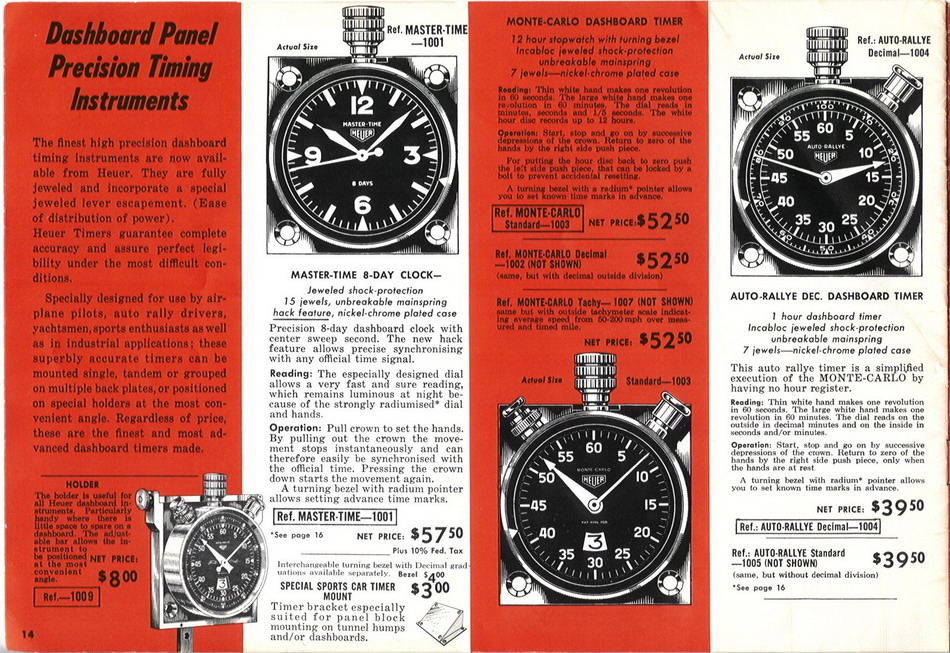 Dashboard Panel
Precision Timing
Instruments
The finest high precision dashboard
timing instruments are now avail-
able from Heuer. They are fully
jeweled and incorporate a special
jeweled lever escapement. (Ease
of distribution of power).
Heuer Timers guarantee complete
accuracy and assure perfect legi-
bility under the most difficult con-
ditions.
Specially designed for use by air-
plane pilots, auto rally drivers,
yachtsmen, sports enthusiasts as well
as in industrial applications; these
superbly accurate timers can be
mounted single, tandem or grouped
on multiple back plates, or positioned
on special holders at the most con-
venient angle. Regardless of price,
these are the finest and most ad-
vanced dashboard timers made.
HOLDER
The holder is useful for
all Heuer dashboard in-
struments. Particularly
handy where there is
little space to spare on a
dashboard. The adjust-
able bar allows the in-
strument to
be positioned
at the most
convenient
angle.
NET PRICE:
$8.00
Ref.—1009
14
Actual Size
Ref. MASTER-TIME
—1001
12
MASTER-TIME
HEUER
9
3
8 DAYS
6
MASTER-TIME 8-DAY CLOCK—
Jeweled shock-protection
15 jewels, unbreakable mainspring
hack feature, nickel-chrome plated case
Precision 8-day dashboard clock with
center sweep second. The new hack
feature allows precise synchronising
with any official time signal.
Reading: The especially designed dial
allows a very fast and sure reading,
which remains luminous at night be-
cause of the strongly radiumised* dial
and hands.
Operation: Pull crown to set the hands.
By pulling out the crown the move-
ment stops instantaneously and can
therefore easily be synchronised with
the official time. Pressing the crown
down starts the movement again.
A turning bezel with radium pointer
allows setting advance time marks.
Ref. MASTER-TIME—1001
*See page 16
NET PRICE: $57.50
Plus 10% Fed. Tax
Interchangeable turning bezel with Decimal grad-
uations available separately. Bezel $4.00
SPECIAL SPORTS CAR TIMER
MOUNT
$3.00
Timer bracket especially
suited for panel block
mounting on tunnel humps
and/or dashboards.
MONTE-CARLO DASHBOARD TIMER
12 hour stopwatch with turning bezel
Incabloc jeweled shock-protection
unbreakable mainspring
7 jewels—nickel-chrome plated case
Reading: Thin white hand makes one revolution
in 60 seconds. The large white hand makes one
revolution in 60 minutes. The dial reads in
minutes, seconds and 1/5 seconds. The white
hour disc records up to 12 hours.
Operation: Start, stop and go on by successive
depressions of the crown. Return to zero of the
hands by the right side push piece.
For putting the hour disc back to zero push
the left side push piece, that can be locked by a
bolt to prevent accidental resetting.
A turning bezel with a radium* pointer allows
you to set known time marks in advance.
Ref. MONTE-CARLO
Standard—1003
NET PRICE: $52.50
Ref. MONTE-CARLO Decimal
—1002 (NOT SHOWN)
$52.50
(same, but with decimal outside division)
Ref. MONTE-CARLO Tachy—1007 (NOT SHOWN)
same but with outside tachymeter scale indicat-
ing average speed from 50-200 mph over meas-
ured and timed mile.
NET PRICE: $52.50
Actual Size
Standard—1003
60
5
10
15
20
25
30
35
40
45
50
55
MONTE CARLO
HEUER
3
Actual Size
Ref.: AUTO-RALLYE
Decimal—1004
100
60
5
10
15
20
25
30
35
40
45
50
55
AUTO-RALLYE
HEUER
AUTO-RALLYE DEC. DASHBOARD TIMER
1 hour dashboard timer
Incabloc jeweled shock-protection
unbreakable mainspring
7 jewels—nickel-chrome plated case
This auto rallye timer is a simplified
execution of the MONTE-CARLO by
having no hour register.
Reading: Thin white hand makes one revolution
in 60 seconds. The large white hand makes one
revolution in 60 minutes. The dial reads on the
outside in decimal minutes and on the inside in
seconds and/or minutes.
Operation: Start, stop and go on by successive
depressions of the crown. Return to zero of the
hands by the right side push piece, only when
the hands are at rest
A turning bezel with a radium* pointer allows
you to set known time marks in advance.
NET PRICE: $39.50
Ref.: AUTO-RALLYE Decimal—1004
Ref.: AUTO-RALLYE Standard
—1005 (NOT SHOWN)
$39.50
(same, but without decimal division)
*See page 16